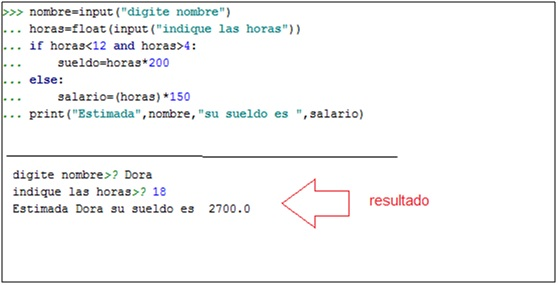 >>> nombre=input("digite nombre")
... horas=float(input("indique las horas"))
... if horas<12 and horas>4:
...     sueldo=horas*200
... else:
...     salario=(horas)*150
... print("Estimada",nombre,"su sueldo es ",salario)
digite nombre>? Dora
indique las horas>? 18
Estimada Dora su sueldo es  2700.0
resultado